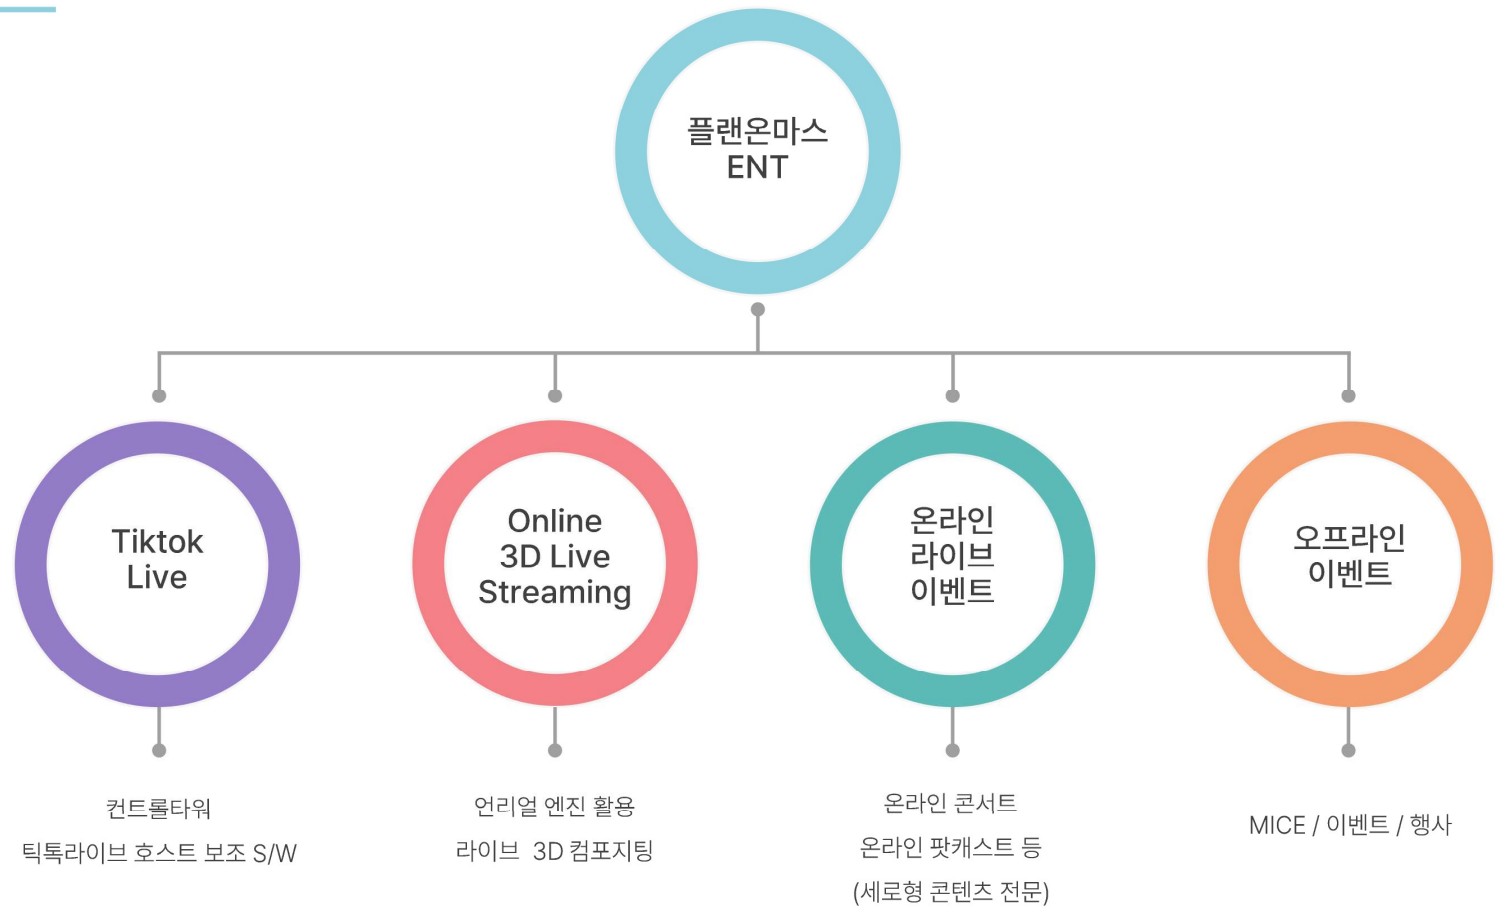 플랜온마스
ENT
Tiktok
Live
Online
3D Live
Streaming
온라인
라이브
이벤트
오프라인
이벤트
컨트롤타워
틱톡라이브 호스트 보조 S/W
언리얼 엔진 활용
라이브 3D 컴포지팅
온라인 콘서트
온라인 팟캐스트 등
(세로형 콘텐츠 전문)
MICE / 이벤트 / 행사